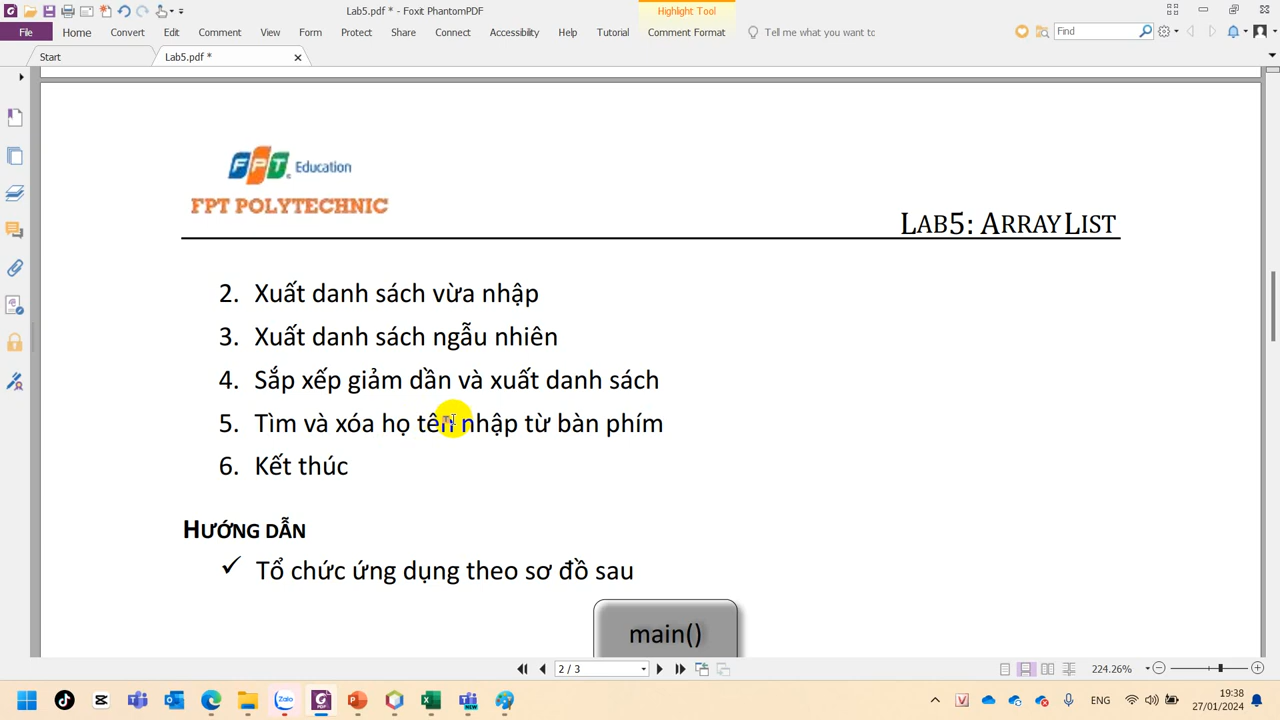 Lab5.pdf * - Foxit PhantomPDF
Highlight Tool
File Home Convert Edit Comment View Form Protect Share Connect Accessibility Help Tutorial Comment Format Tell me what you want to Find
Start Lab5.pdf *
FPT Education
FPT POLYTECHNIC
LAB5: ARRAYLIST
2. Xuất danh sách vừa nhập
3. Xuất danh sách ngẫu nhiên
4. Sắp xếp giảm dần và xuất danh sách
5. Tìm và xóa họ tên nhập từ bàn phím
6. Kết thúc
HƯỚNG DẪN
✓ Tổ chức ứng dụng theo sơ đồ sau
main()
2 / 3 224.26%
ENG 19:38
27/01/2024